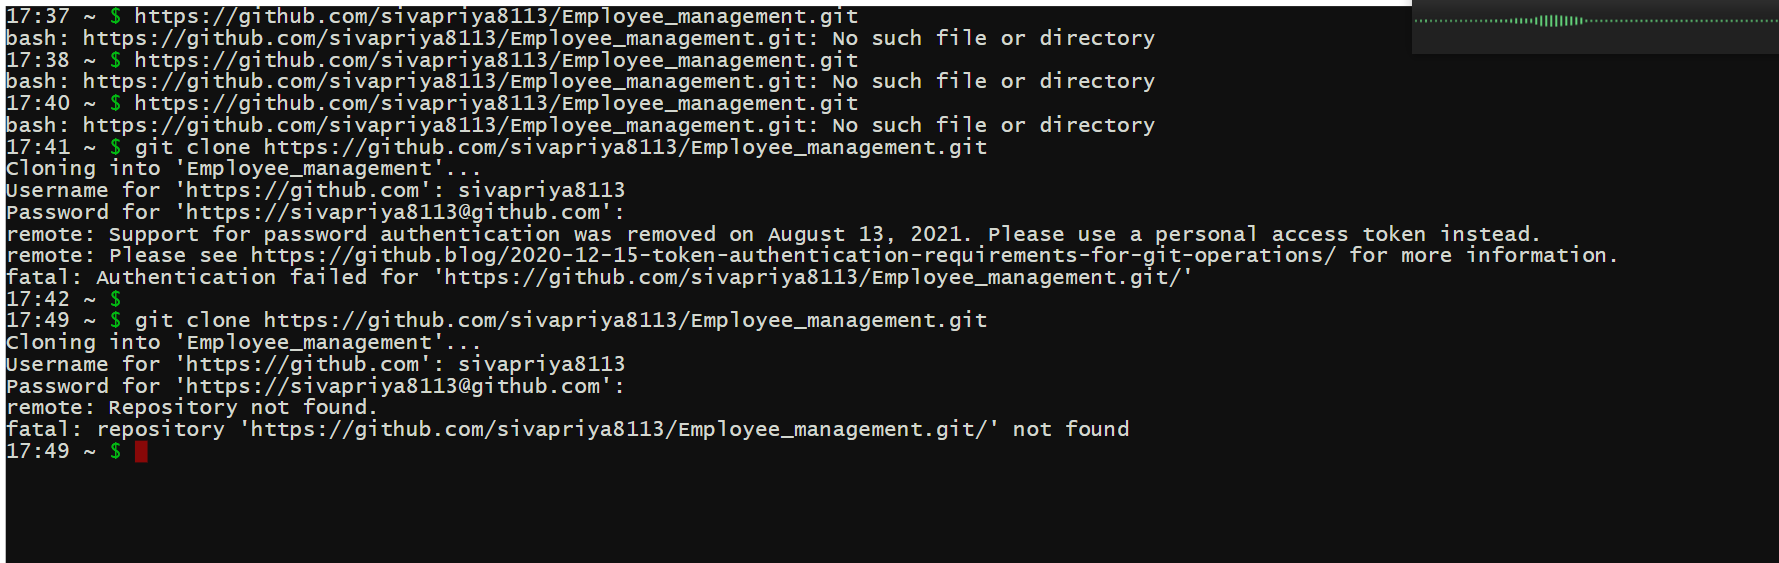 17:37 ~ $ https://github.com/sivapriya8113/Employee_management.git
bash: https://github.com/sivapriya8113/Employee_management.git: No such file or directory
17:38 ~ $ https://github.com/sivapriya8113/Employee_management.git
bash: https://github.com/sivapriya8113/Employee_management.git: No such file or directory
17:40 ~ $ https://github.com/sivapriya8113/Employee_management.git
bash: https://github.com/sivapriya8113/Employee_management.git: No such file or directory
17:41 ~ $ git clone https://github.com/sivapriya8113/Employee_management.git
Cloning into 'Employee_management'...
Username for 'https://github.com': sivapriya8113
Password for 'https://sivapriya8113@github.com':
remote: Support for password authentication was removed on August 13, 2021. Please use a personal access token instead.
remote: Please see https://github.blog/2020-12-15-token-authentication-requirements-for-git-operations/ for more information.
fatal: Authentication failed for 'https://github.com/sivapriya8113/Employee_management.git/'
17:42 ~ $
17:49 ~ $ git clone https://github.com/sivapriya8113/Employee_management.git
Cloning into 'Employee_management'...
Username for 'https://github.com': sivapriya8113
Password for 'https://sivapriya8113@github.com':
remote: Repository not found.
fatal: repository 'https://github.com/sivapriya8113/Employee_management.git/' not found
17:49 ~ $